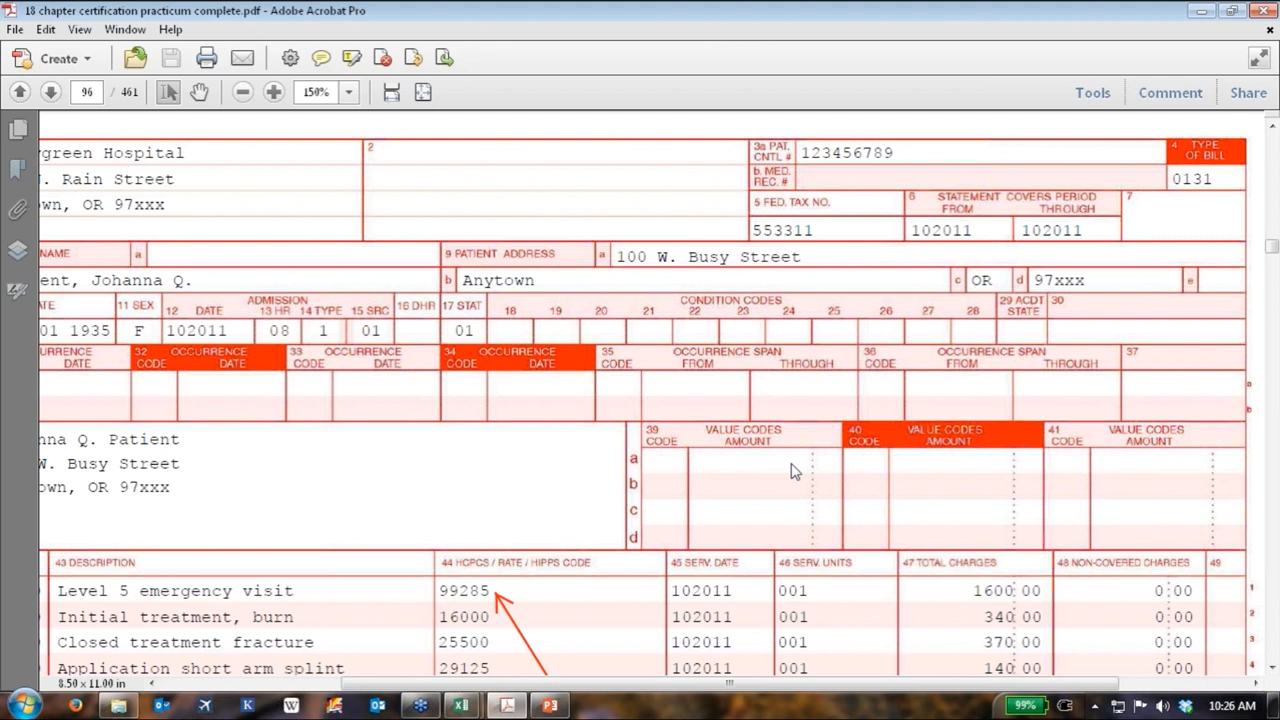 18 chapter certification practicum complete.pdf - Adobe Acrobat Pro
File Edit View Window Help
Create
96 / 461 150% Tools Comment Share
green Hospital 2 3a PAT. CNTL # 123456789 4 TYPE OF BILL
. Rain Street b. MED. REC. # 0131
own, OR 97xxx 5 FED. TAX NO. 6 STATEMENT COVERS PERIOD FROM THROUGH 7
553311 102011 102011
NAME a 9 PATIENT ADDRESS a 100 W. Busy Street
ent, Johanna Q. b Anytown c OR d 97xxx e
ATE 11 SEX 12 DATE ADMISSION 13 HR 14 TYPE 15 SRC 16 DHR 17 STAT 18 19 20 21 CONDITION CODES 22 23 24 25 26 27 28 29 ACDT STATE 30
01 1935 F 102011 08 1 01 01
URRENCE DATE 32 CODE OCCURRENCE DATE 33 CODE OCCURRENCE DATE 34 CODE OCCURRENCE DATE 35 CODE OCCURRENCE SPAN FROM THROUGH 36 CODE OCCURRENCE SPAN FROM THROUGH 37
a
b
nna Q. Patient 39 CODE VALUE CODES AMOUNT 40 CODE VALUE CODES AMOUNT 41 CODE VALUE CODES AMOUNT
W. Busy Street a
own, OR 97xxx b
c
d
43 DESCRIPTION 44 HCPCS / RATE / HIPPS CODE 45 SERV. DATE 46 SERV. UNITS 47 TOTAL CHARGES 48 NON-COVERED CHARGES 49
Level 5 emergency visit 99285 102011 001 1600 00 0 00 1
Initial treatment, burn 16000 102011 001 340 00 0 00 2
Closed treatment fracture 25500 102011 001 370 00 0 00 3
Application short arm splint 29125 102011 001 140 00 0 00 4
8.50 x 11.00 in
K W 99% 10:26 AM